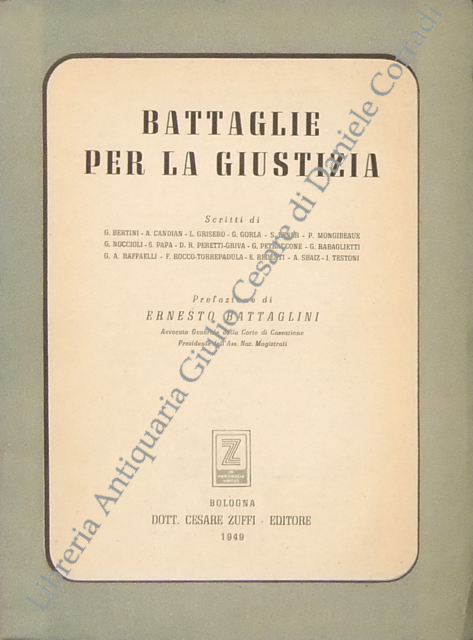 BATTAGLIE
PER LA GIUSTIZIA
Scritti di
G. BERTINI - A. CANDIAN - L. GRISERO - G. GORLA - S. - P. MONGIBEAUX
G. NOCCIOLI - S. PAPA - D. R. PERETTI-GRIVA - G. PETRACCONE - G. RABAGLIETTI
G. A. RAFFAELLI - F. ROCCO-TORREPADULA - E. REDENTI - A. SBAIZ - I. TESTONI
Prefazione di
ERNESTO BATTAGLINI
Avvocato Generale della Corte di Cassazione
Presidente dell'Ass. Naz. Magistrati
Z
BOLOGNA
DOTT. CESARE ZUFFI - EDITORE
1949
Libreria Antiquaria Giulio Cesare di Daniele Corradi